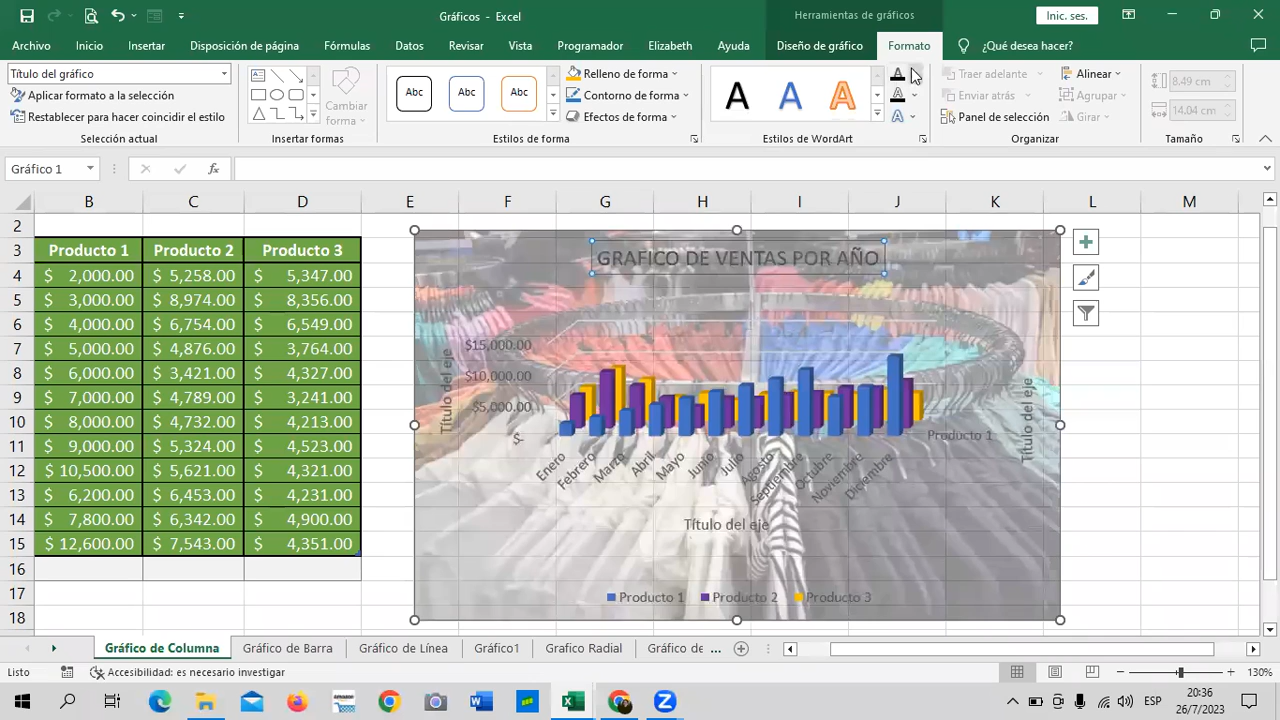 Gráficos - Excel
Herramientas de gráficos
Inic. ses.
Archivo Inicio Insertar Disposición de página Fórmulas Datos Revisar Vista Programador Elizabeth Ayuda Diseño de gráfico Formato ¿Qué desea hacer?
Título del gráfico
Aplicar formato a la selección
Restablecer para hacer coincidir el estilo
Selección actual
Cambiar forma
Insertar formas
Abc Abc Abc
Relleno de forma
Contorno de forma
Efectos de forma
Estilos de forma
A A A
A
A
A
Estilos de WordArt
Traer adelante
Enviar atrás
Panel de selección
Alinear
Agrupar
Girar
Organizar
8.49 cm
14.04 cm
Tamaño
Gráfico 1
fx
B C D E F G H I J K L M
2
3 Producto 1 Producto 2 Producto 3
4 $ 2,000.00 $ 5,258.00 $ 5,347.00
5 $ 3,000.00 $ 8,974.00 $ 8,356.00
6 $ 4,000.00 $ 6,754.00 $ 6,549.00
7 $ 5,000.00 $ 4,876.00 $ 3,764.00
8 $ 6,000.00 $ 3,421.00 $ 4,327.00
9 $ 7,000.00 $ 4,789.00 $ 3,241.00
10 $ 8,000.00 $ 4,732.00 $ 4,213.00
11 $ 9,000.00 $ 5,324.00 $ 4,523.00
12 $ 10,500.00 $ 5,621.00 $ 4,321.00
13 $ 6,200.00 $ 6,453.00 $ 4,231.00
14 $ 7,800.00 $ 6,342.00 $ 4,900.00
15 $ 12,600.00 $ 7,543.00 $ 4,351.00
16
17
18
GRAFICO DE VENTAS POR AÑO
Título del eje
$15,000.00
$10,000.00
$5,000.00
$-
Enero Febrero Marzo Abril Mayo Junio Julio Agosto Septiembre Octubre Noviembre Diciembre
Producto 1
Título del eje
Título del eje
Producto 1 Producto 2 Producto 3
Gráfico de Columna Gráfico de Barra Gráfico de Línea Gráfico1 Grafico Radial Gráfico de ...
Listo
Accesibilidad: es necesario investigar
130%
ESP
20:36
26/7/2023